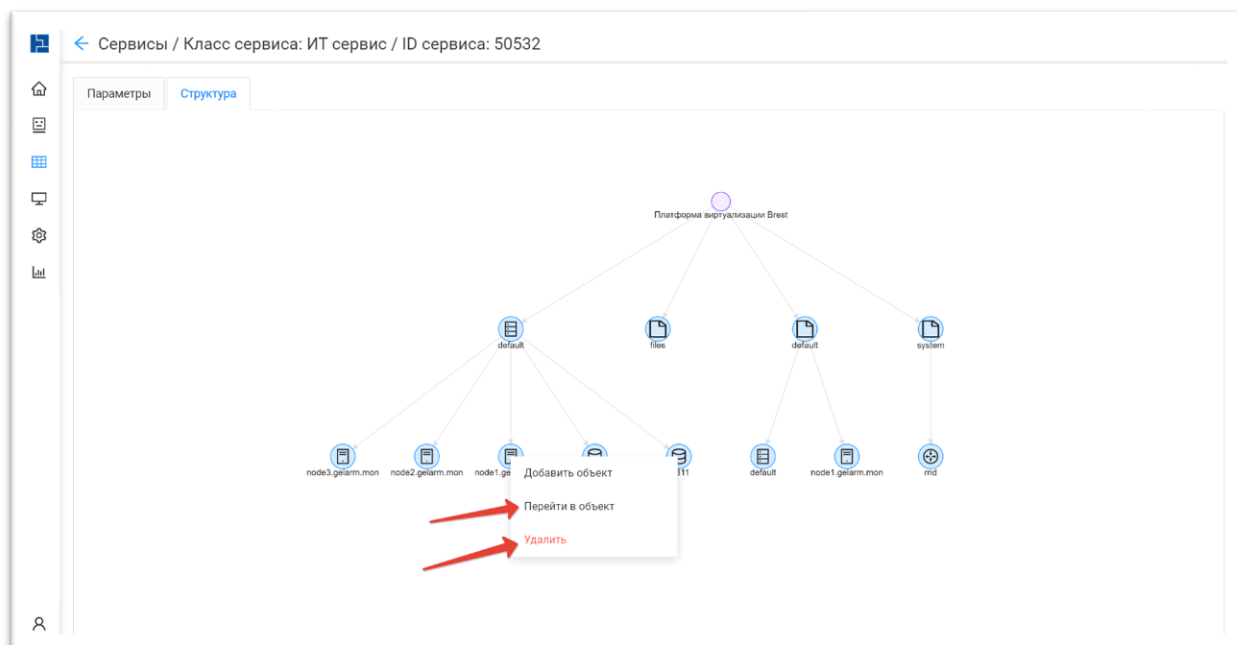 Сервисы / Класс сервиса: ИТ сервис / ID сервиса: 50532
Параметры Структура
Платформа виртуализации Brest
default files default system
node3.gelarm.mon node2.gelarm.mon default node1.gelarm.mon rnd
Добавить объект
Перейти в объект
Удалить